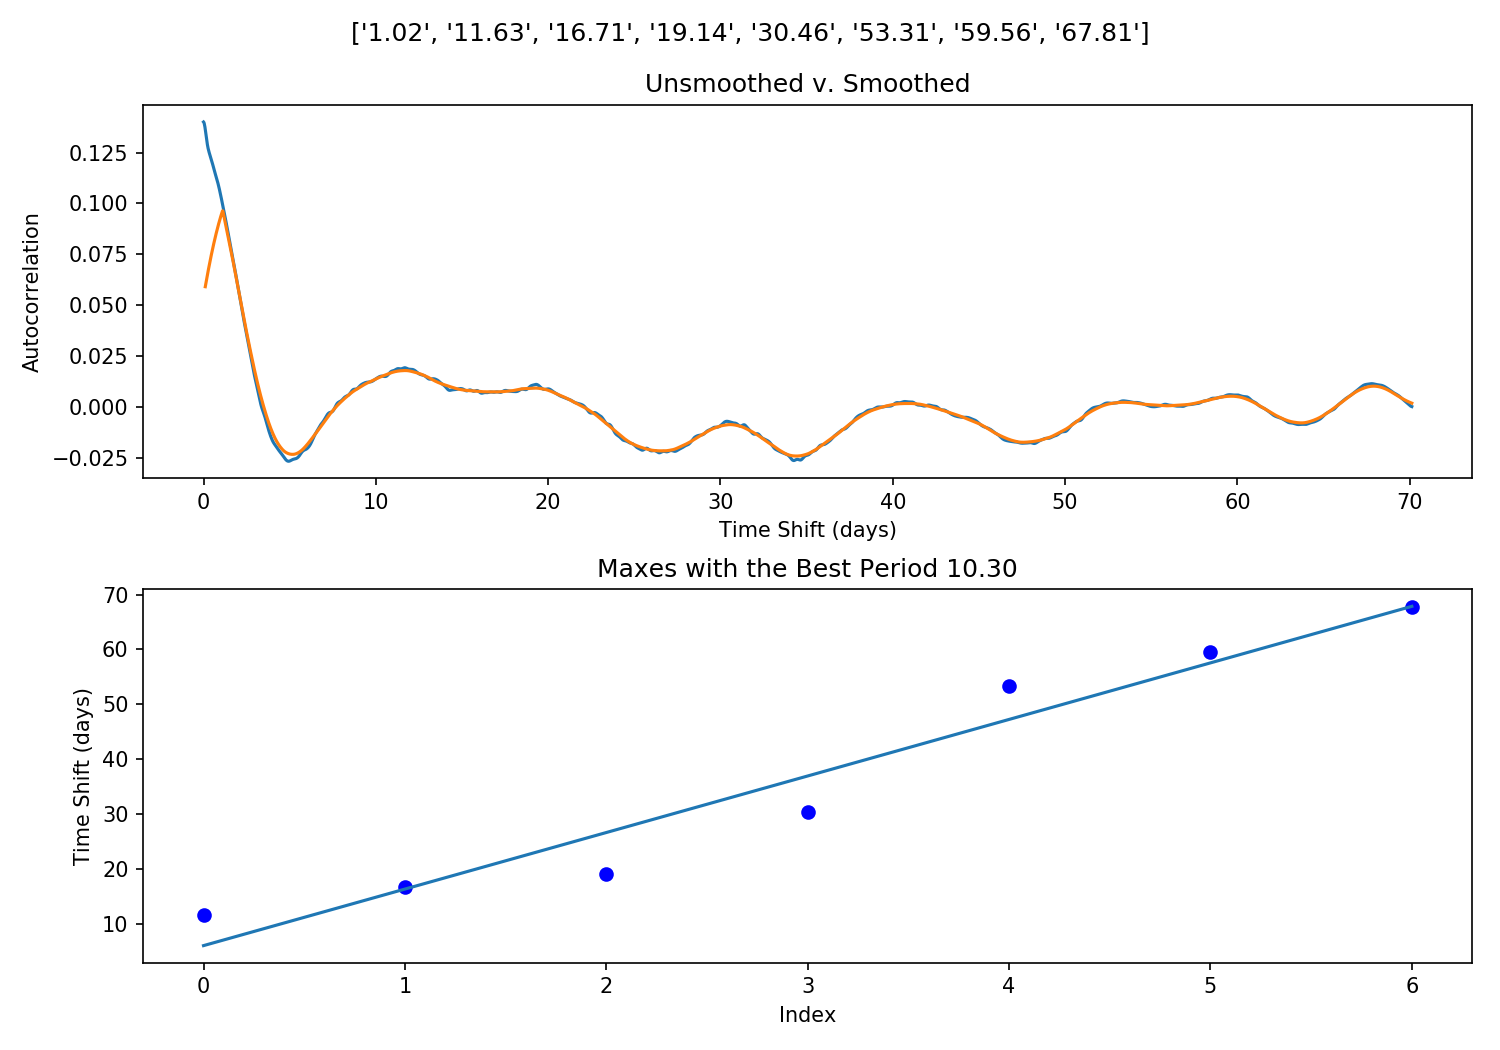 ['1.02', '11.63', '16.71', '19.14', '30.46', '53.31', '59.56', '67.81']
Unsmoothed v. Smoothed
Autocorrelation
0.125
0.100
0.075
0.050
0.025
0.000
−0.025
0 10 20 30 40 50 60 70
Time Shift (days)
Maxes with the Best Period 10.30
Time Shift (days)
70
60
50
40
30
20
10
0 1 2 3 4 5 6
Index